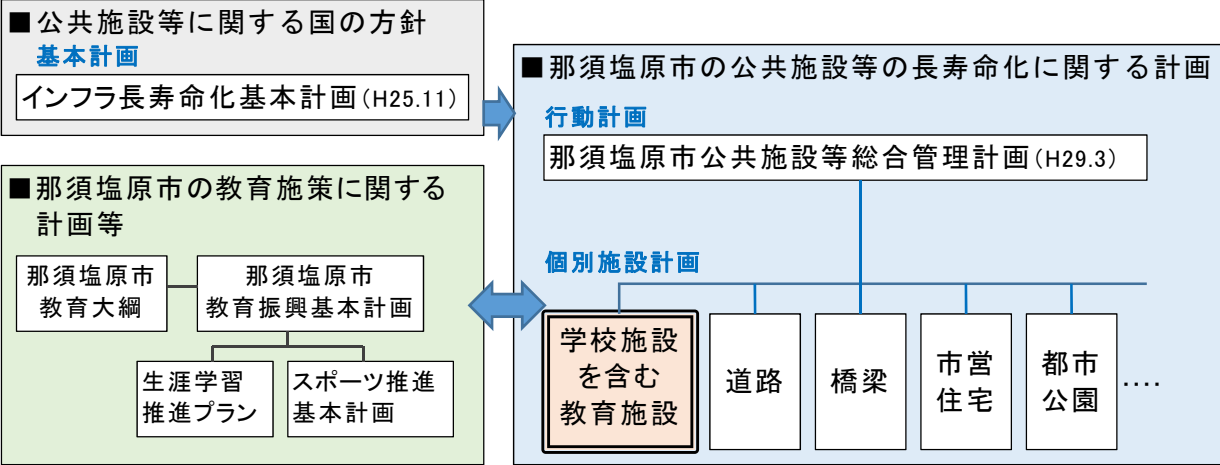 ■公共施設等に関する国の方針
基本計画
インフラ長寿命化基本計画(H25.11)
■那須塩原市の教育施策に関する
計画等
那須塩原市
教育大綱
那須塩原市
教育振興基本計画
生涯学習
推進プラン
スポーツ推進
基本計画
■那須塩原市の公共施設等の長寿命化に関する計画
行動計画
那須塩原市公共施設等総合管理計画(H29.3)
個別施設計画
学校施設
を含む
教育施設
道路
橋梁
市営
住宅
都市
公園
‥‥